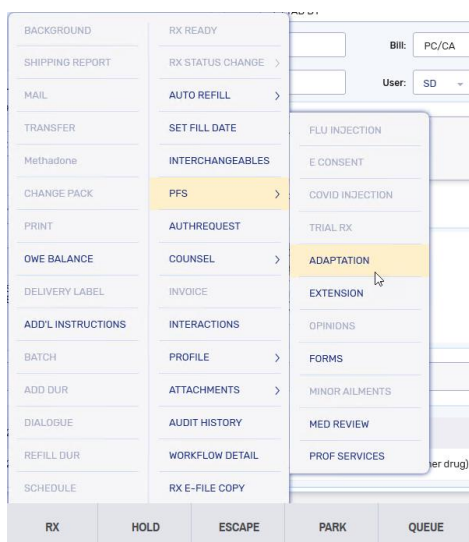 BACKGROUND
SHIPPING REPORT
MAIL
TRANSFER
Methadone
CHANGE PACK
PRINT
OWE BALANCE
DELIVERY LABEL
ADD'L INSTRUCTIONS
BATCH
ADD DUR
DIALOGUE
REFILL DUR
SCHEDULE
RX READY
RX STATUS CHANGE >
AUTO REFILL >
SET FILL DATE
INTERCHANGEABLES
PFS >
AUTHREQUEST
COUNSEL >
INVOICE
INTERACTIONS
PROFILE >
ATTACHMENTS >
AUDIT HISTORY
WORKFLOW DETAIL
RX E-FILE COPY
FLU INJECTION
E CONSENT
COVID INJECTION
TRIAL RX
ADAPTATION
EXTENSION
OPINIONS
FORMS
MINOR AILMENTS
MED REVIEW
PROF SERVICES
Bill: PC/CA
User: SD
her drug)
RX HOLD ESCAPE PARK QUEUE